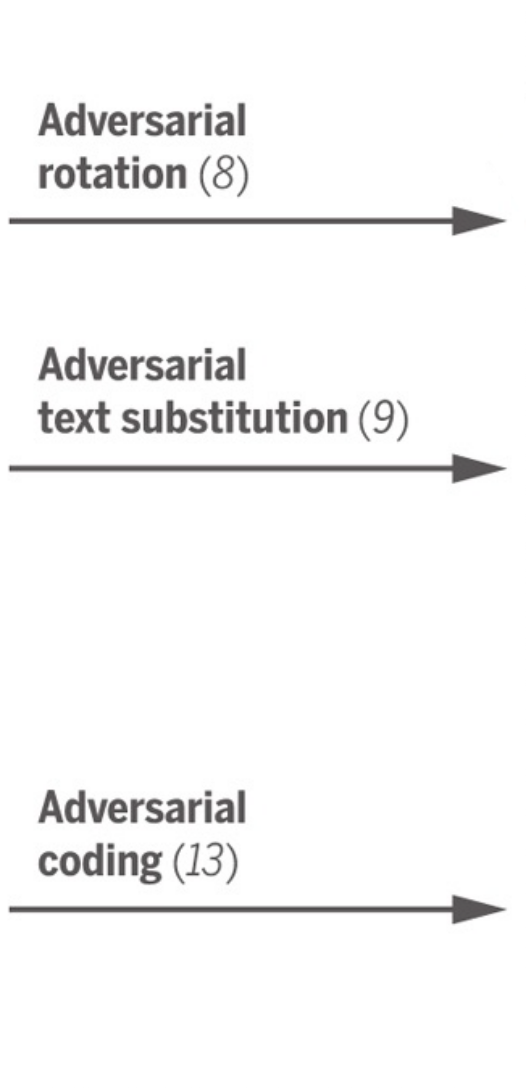 Adversarial
rotation (8)
Adversarial
text substitution (9)
Adversarial
coding (13)